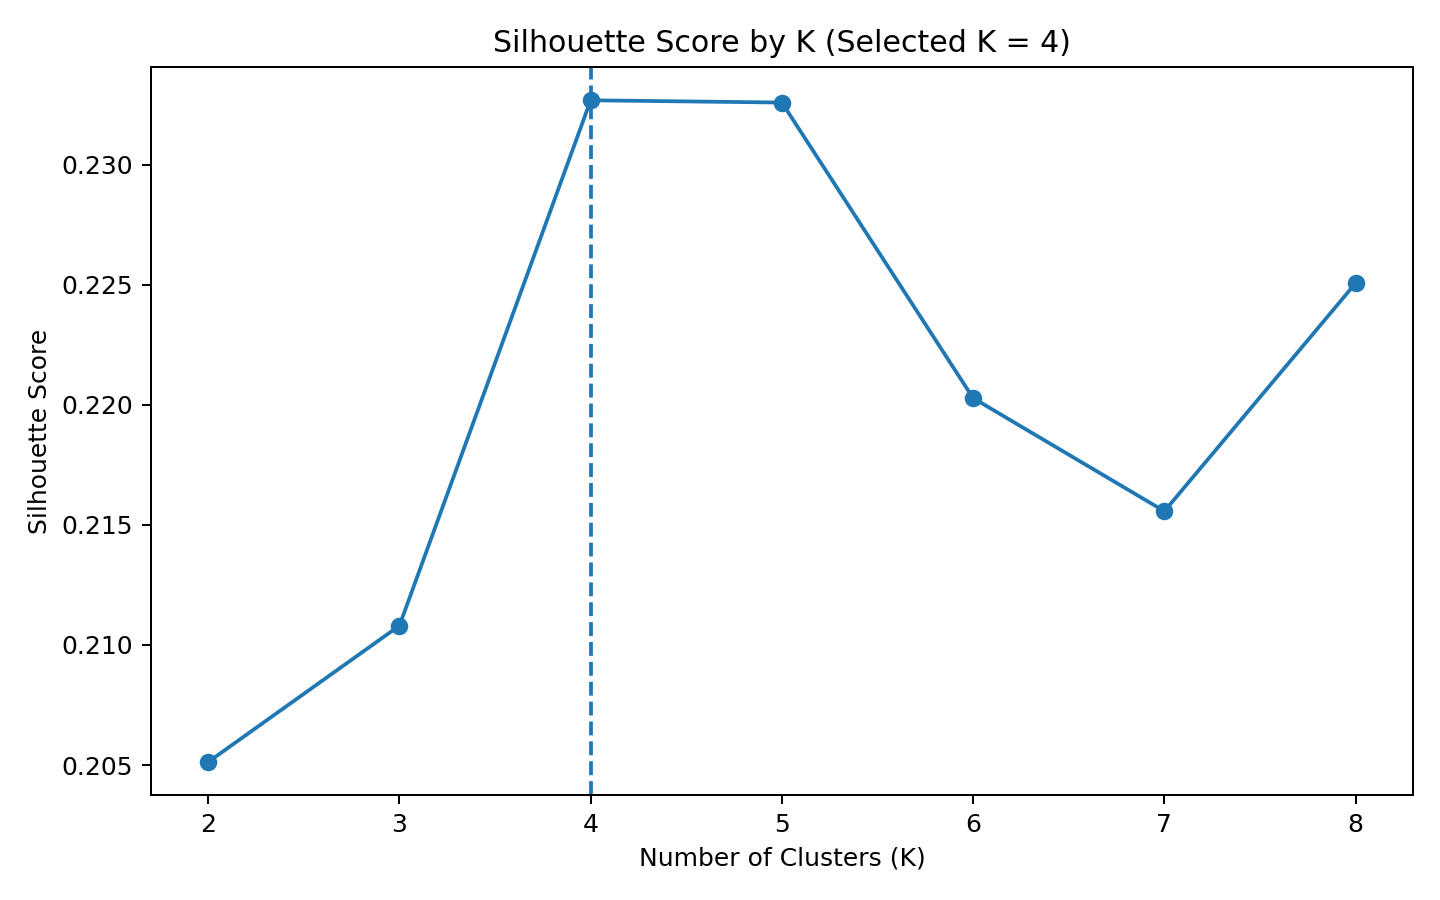 Silhouette Score by K (Selected K = 4)
Silhouette Score
0.230
0.225
0.220
0.215
0.210
0.205
2 3 4 5 6 7 8
Number of Clusters (K)